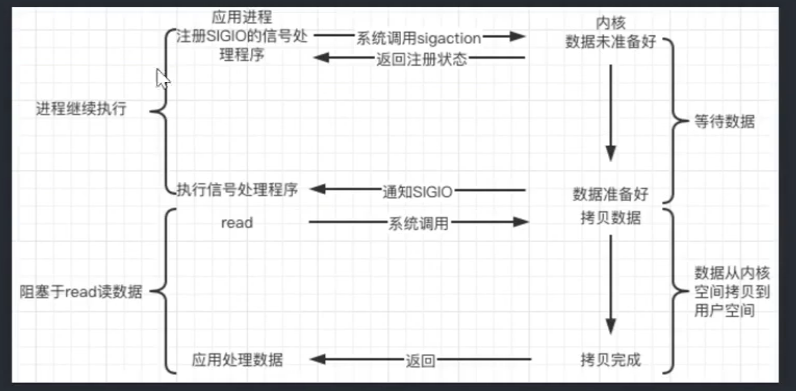 应用进程
内核
注册SIGIO的信号处
理程序
系统调用sigaction
返回注册状态
数据未准备好
进程继续执行
等待数据
执行信号处理程序
通知SIGIO
数据准备好
read
系统调用
拷贝数据
阻塞于read读数据
数据从内核
空间拷贝到
用户空间
应用处理数据
返回
拷贝完成